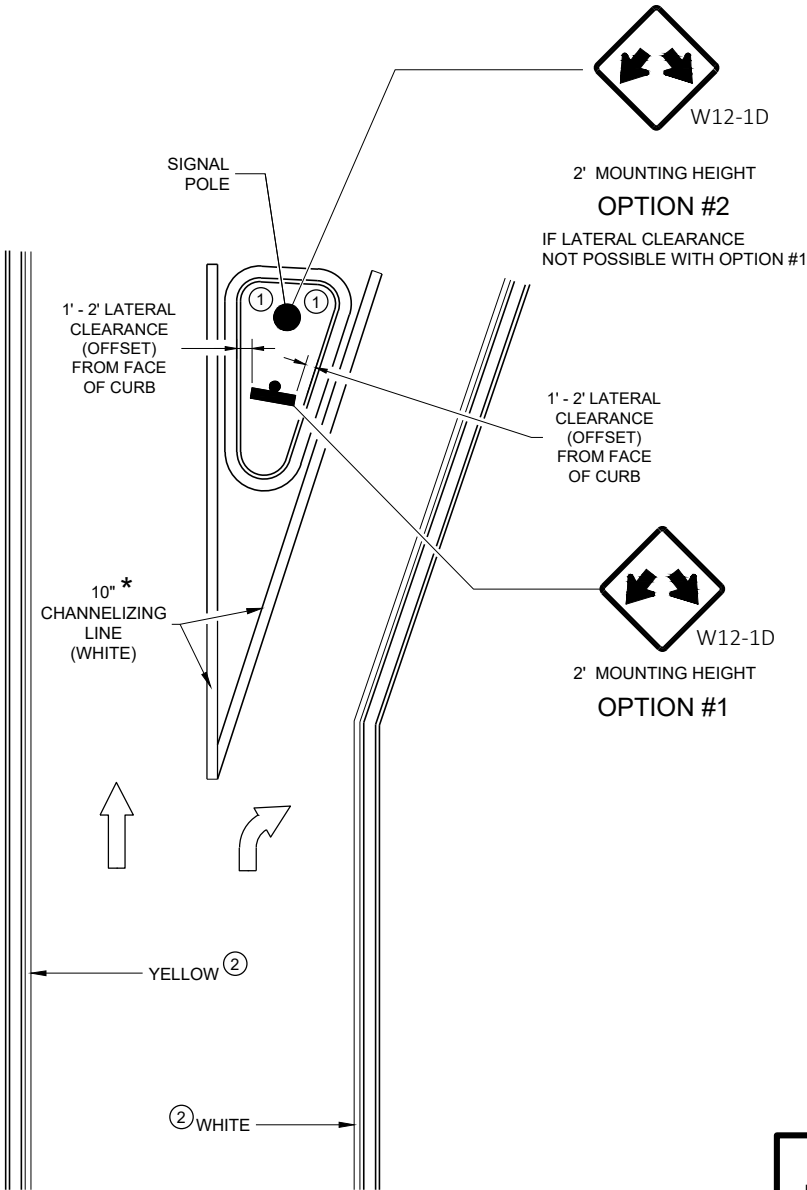 W12-1D
2' MOUNTING HEIGHT
OPTION #2
IF LATERAL CLEARANCE
NOT POSSIBLE WITH OPTION #1
SIGNAL
POLE
1
1
1' - 2' LATERAL
CLEARANCE
(OFFSET)
FROM FACE
OF CURB
1' - 2' LATERAL
CLEARANCE
(OFFSET)
FROM FACE
OF CURB
10" *
CHANNELIZING
LINE
(WHITE)
W12-1D
2' MOUNTING HEIGHT
OPTION #1
YELLOW 2
2 WHITE